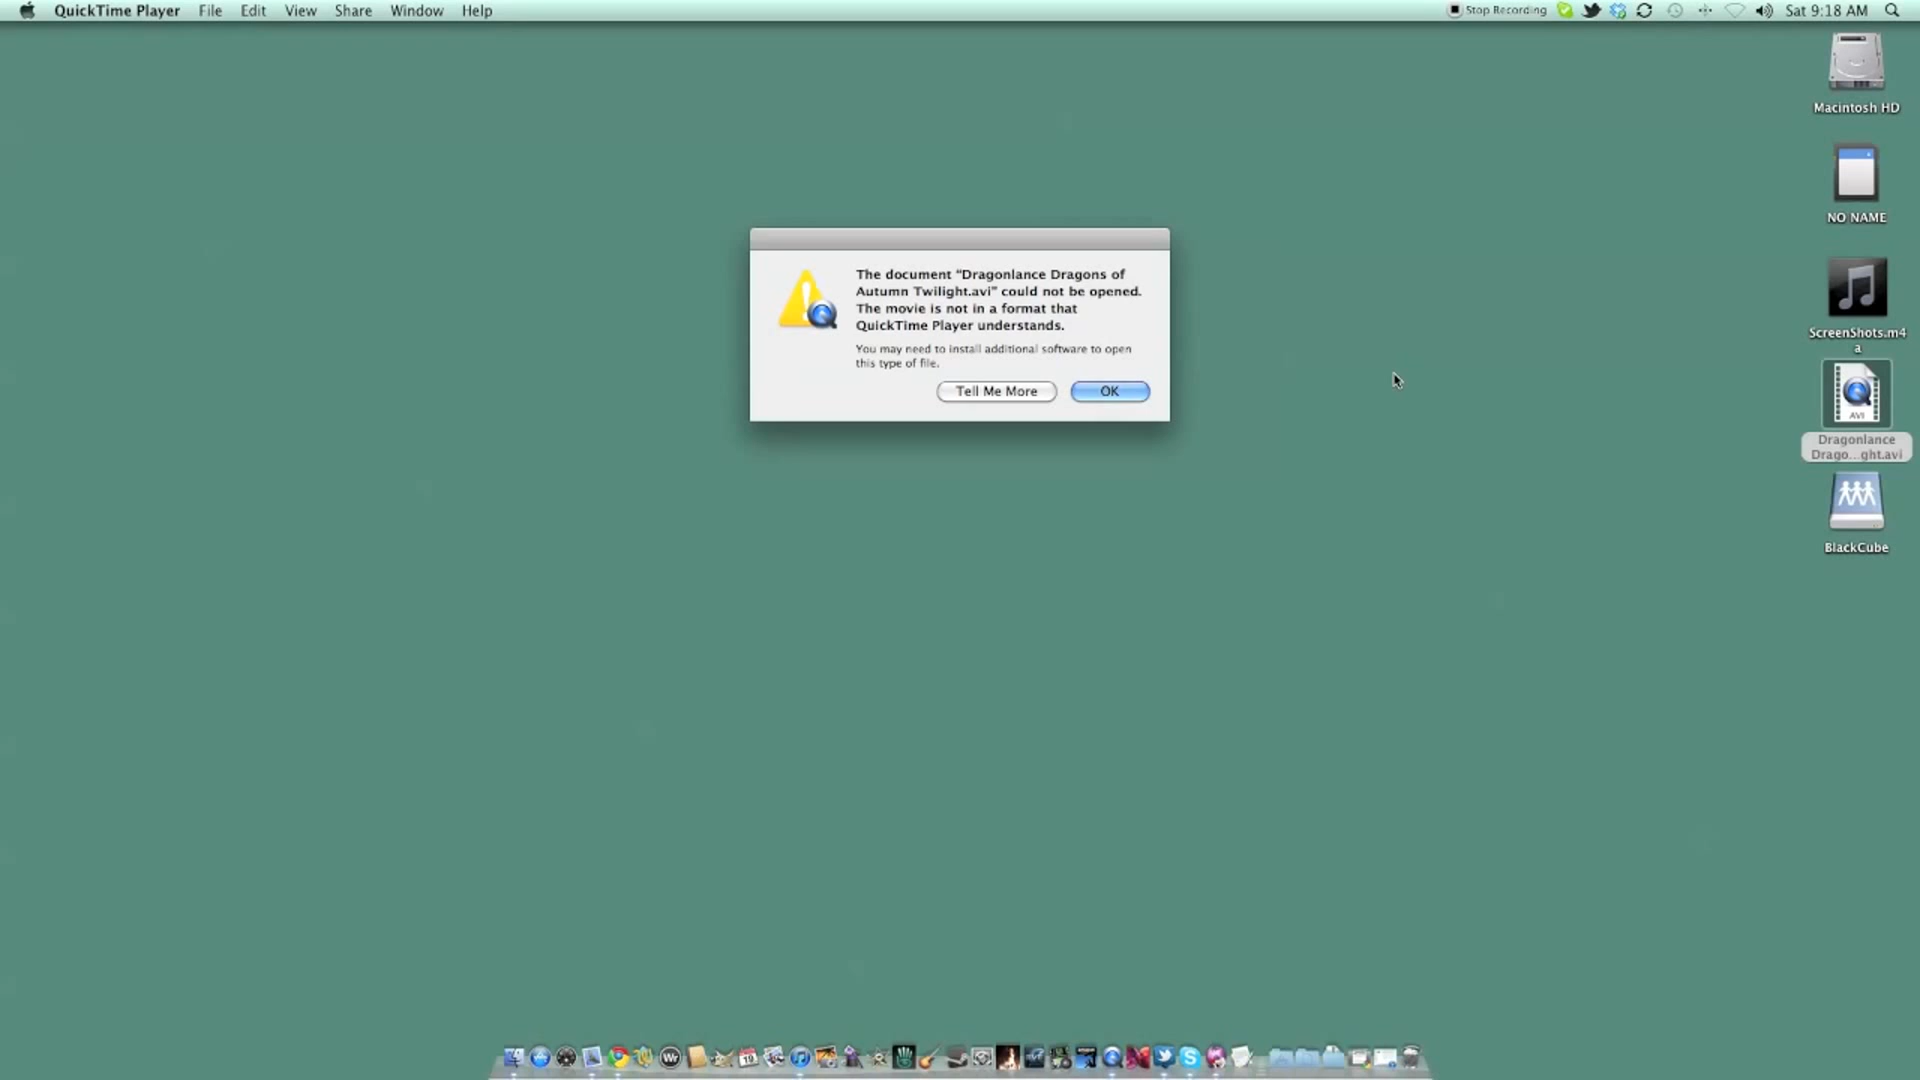 QuickTime Player File Edit View Share Window Help
Stop Recording Sat 9:18 AM
Macintosh HD
NO NAME
ScreenShots.m4
a
AVI
Dragonlance
Drago...ght.avi
BlackCube
The document “Dragonlance Dragons of
Autumn Twilight.avi” could not be opened.
The movie is not in a format that
QuickTime Player understands.
You may need to install additional software to open
this type of file.
Tell Me More OK